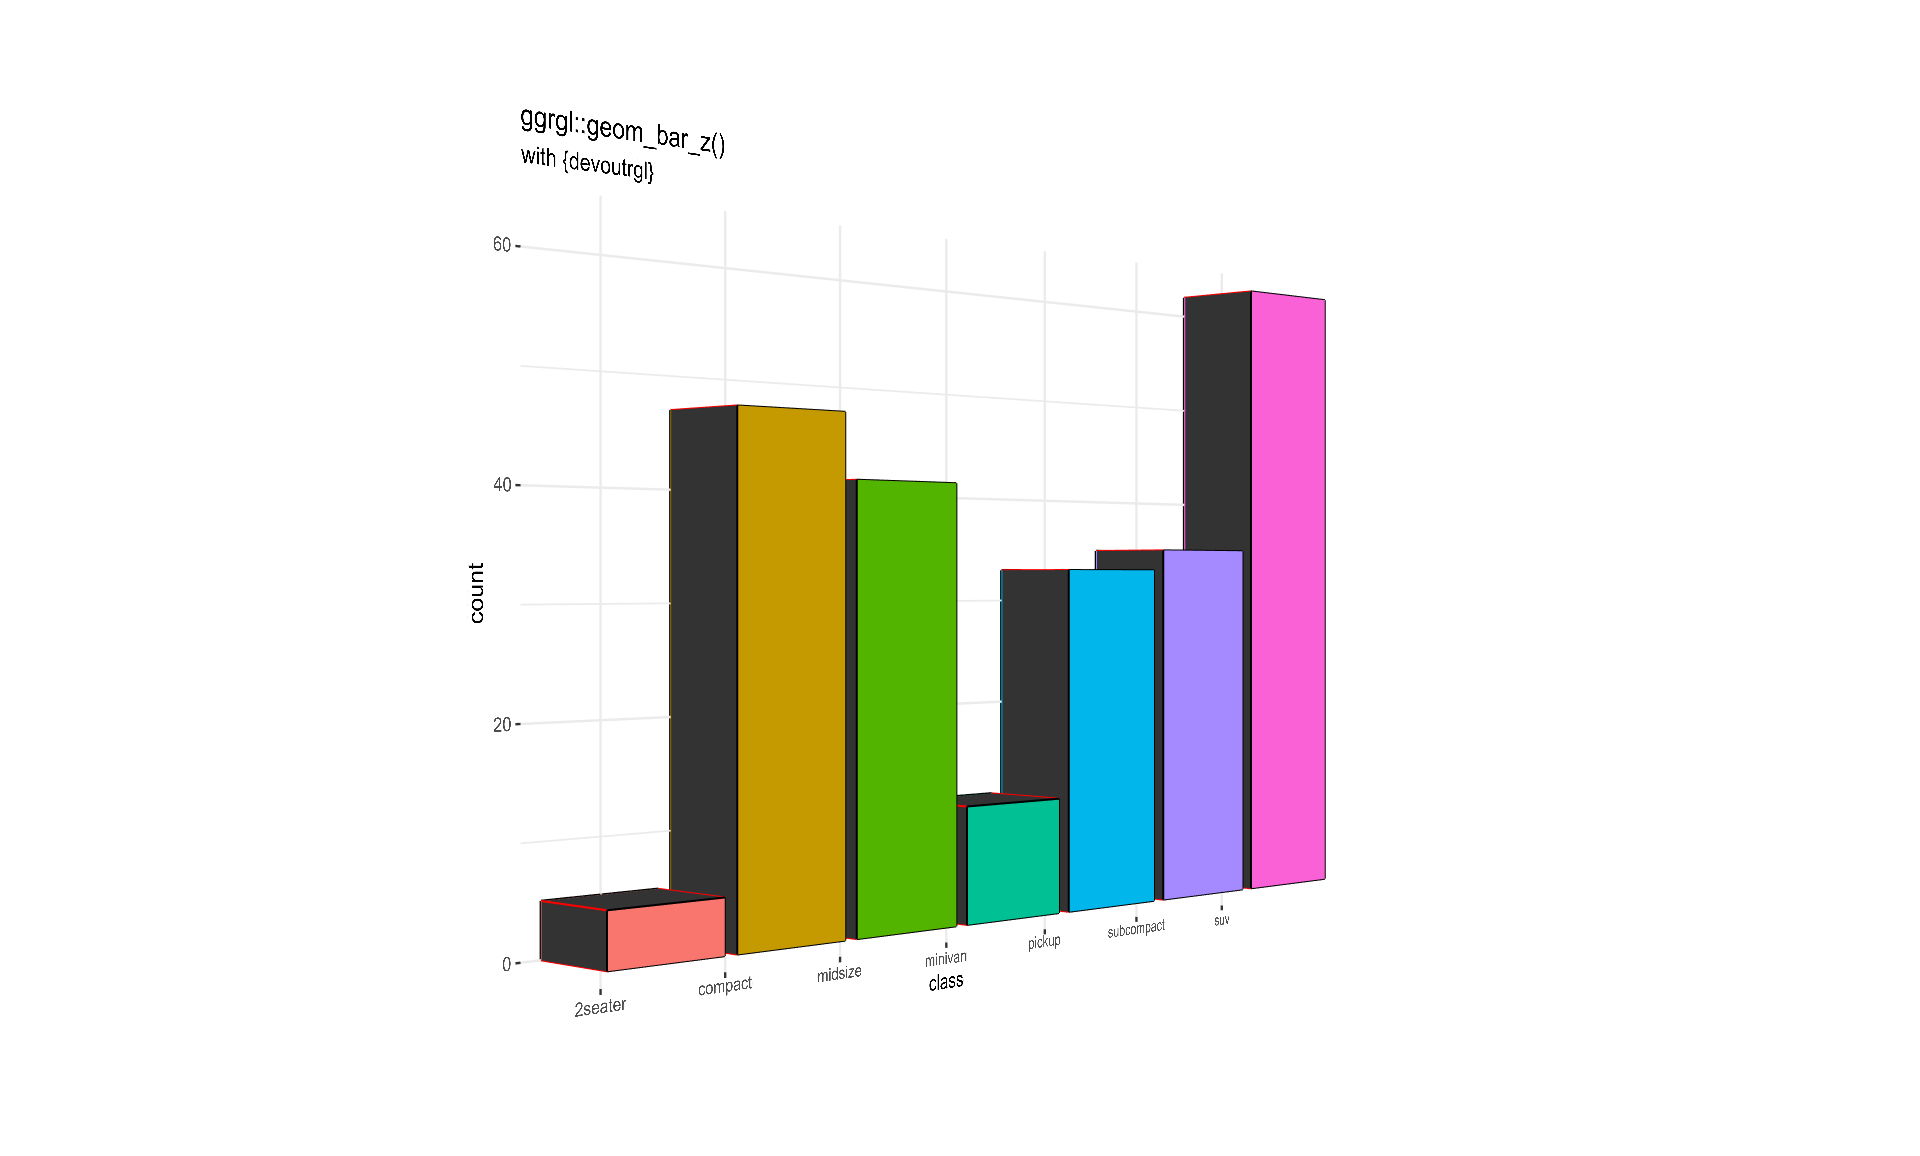 ggrgl::geom_bar_z()
with {devoutrgl}
60
40
20
0
count
2seater
compact
midsize
minivan
pickup
subcompact
suv
class